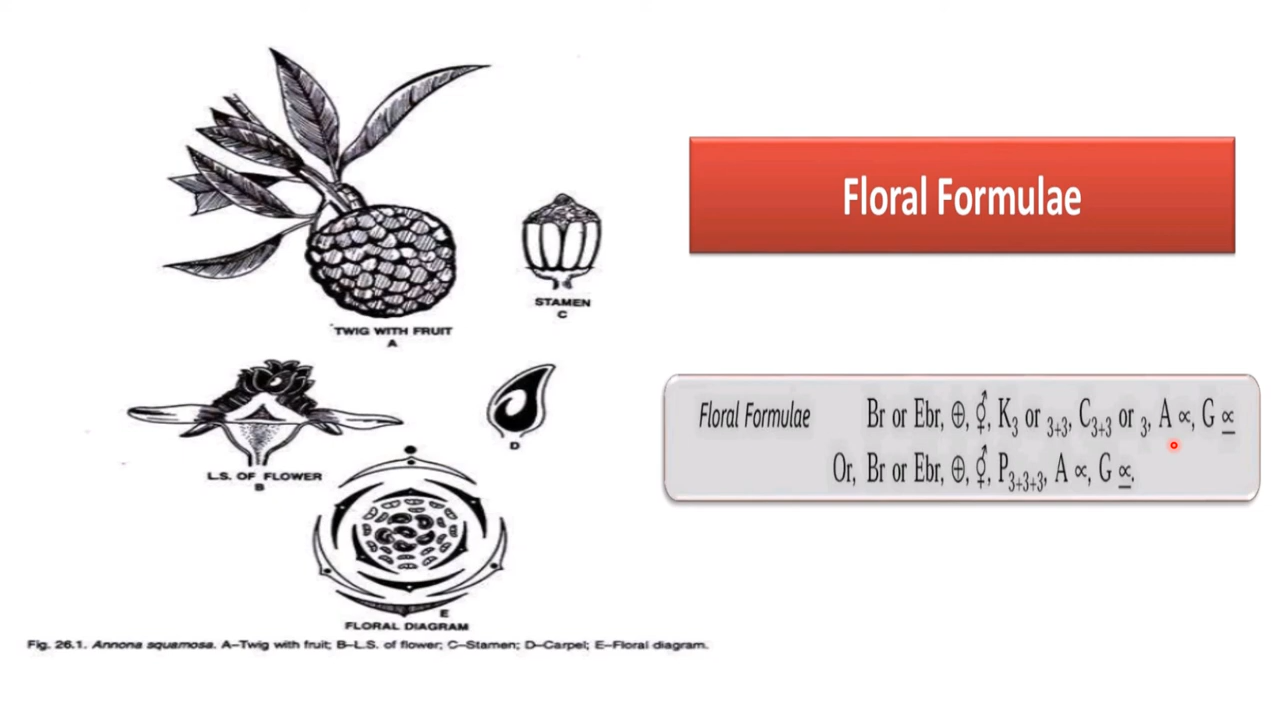 Floral Formulae
TWIG WITH FRUIT
A
STAMEN
C
L.S. OF FLOWER
B
D
E
FLORAL DIAGRAM
Fig. 26.1. Annona squamosa. A–Twig with fruit; B–L.S. of flower; C–Stamen; D–Carpel; E–Floral diagram.
Floral Formulae Br or Ebr, ⊕, ⚥, K₃ or ₃₊₃, C₃₊₃ or ₃, A ∝, G ∝̲
Or, Br or Ebr, ⊕, ⚥, P₃₊₃₊₃, A ∝, G ∝̲.